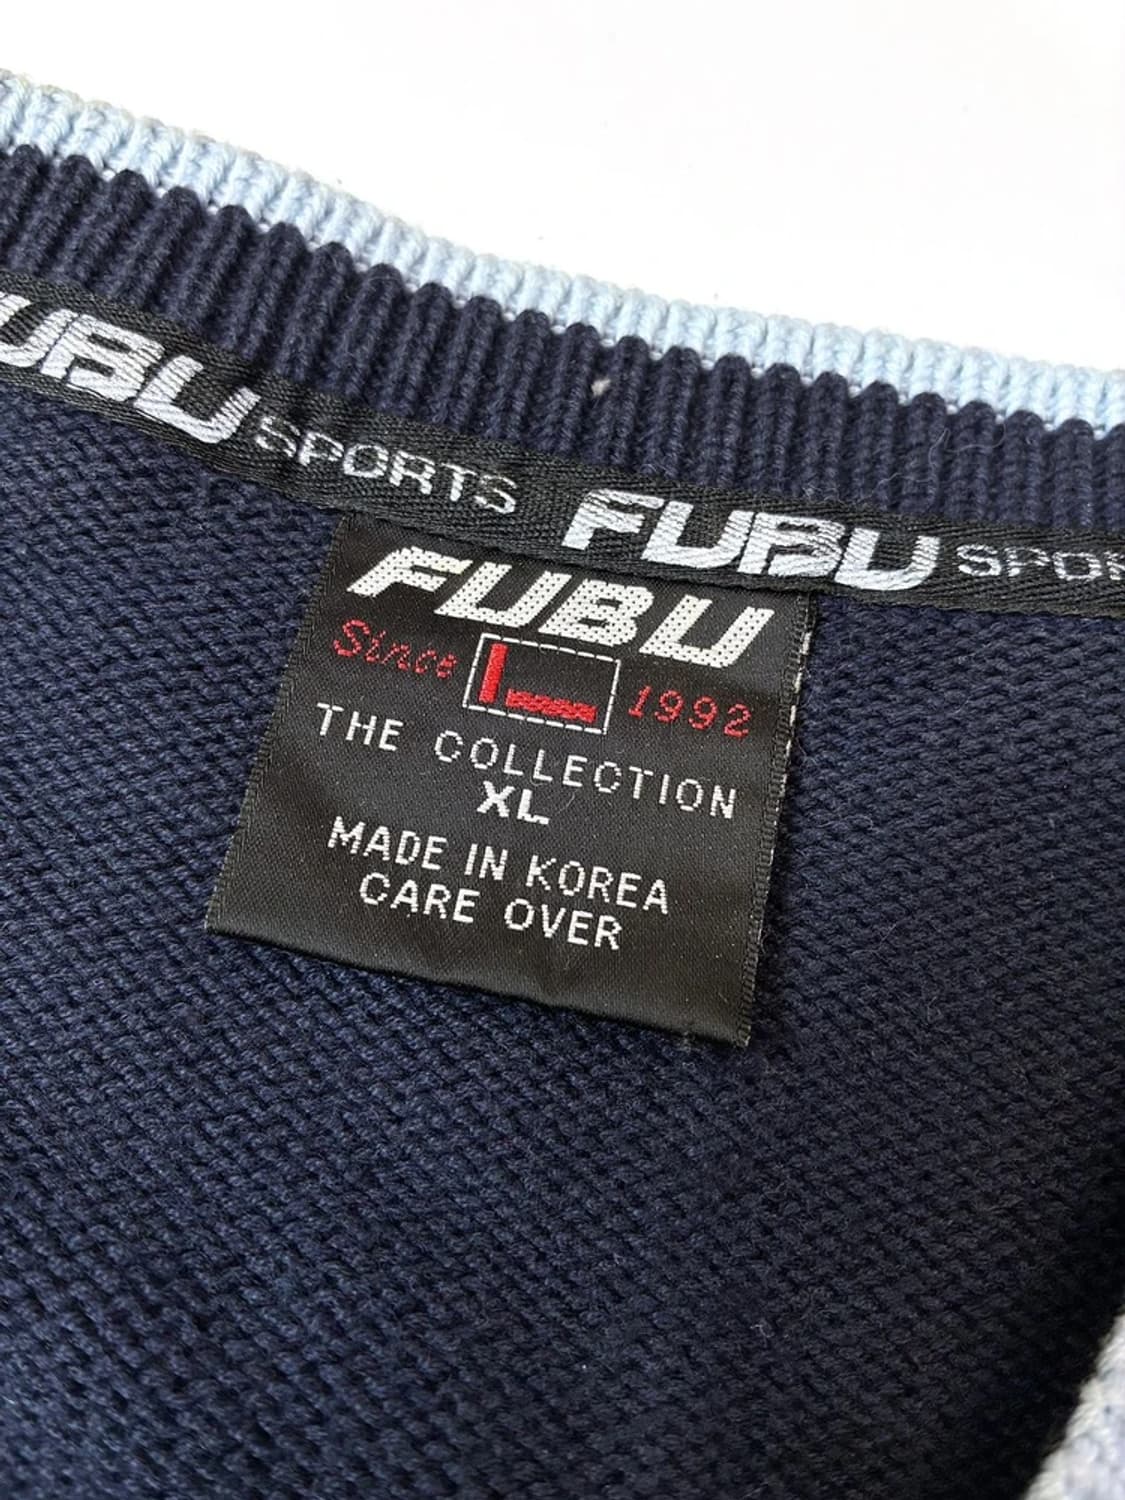 FUBU SPORTS FUBU SPORTS
FUBU
Since 1992
THE COLLECTION
XL
MADE IN KOREA
CARE OVER